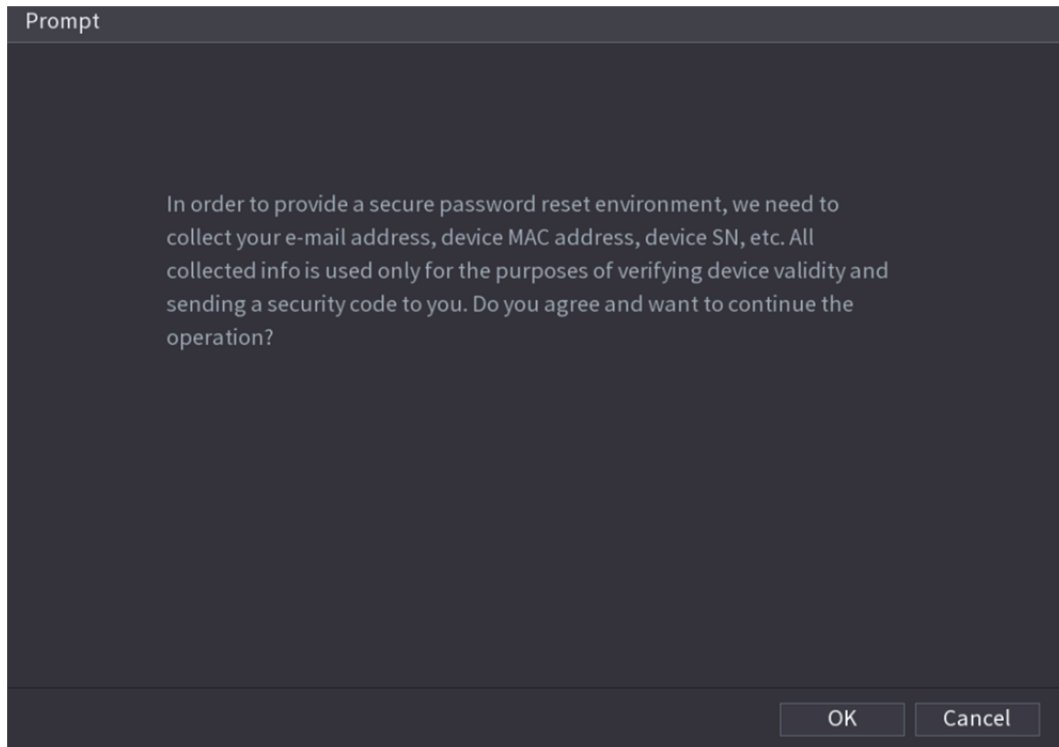 Prompt
In order to provide a secure password reset environment, we need to
collect your e-mail address, device MAC address, device SN, etc. All
collected info is used only for the purposes of verifying device validity and
sending a security code to you. Do you agree and want to continue the
operation?
OK Cancel